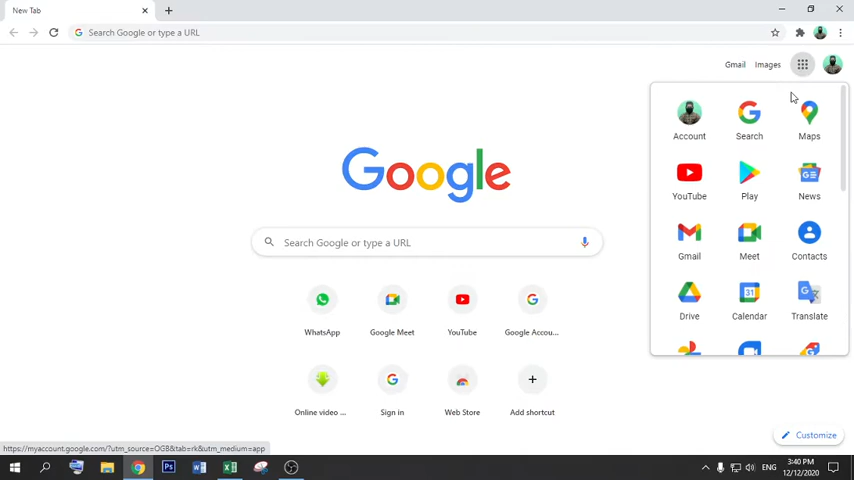 New Tab
Search Google or type a URL
Gmail Images
Account Search Maps
YouTube Play News
Gmail Meet Contacts
31
Drive Calendar Translate
Google
Search Google or type a URL
WhatsApp Google Meet YouTube Google Accou...
Online video ... Sign in Web Store Add shortcut
Customize
https://myaccount.google.com/?utm_source=OGB&tab=rk&utm_medium=app
ENG
3:40 PM
12/12/2020